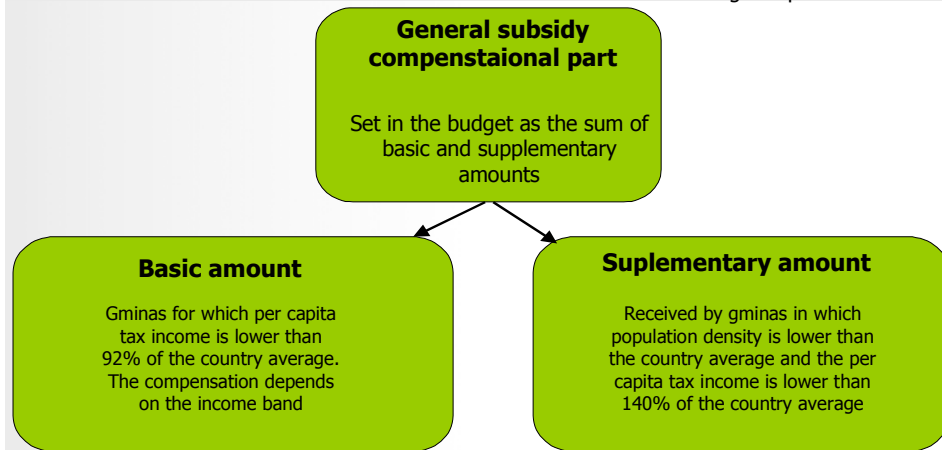 General subsidy
compenstaional part
Set in the budget as the sum of
basic and supplementary
amounts
Basic amount
Gminas for which per capita
tax income is lower than
92% of the country average.
The compensation depends
on the income band
Suplementary amount
Received by gminas in which
population density is lower than
the country average and the per
capita tax income is lower than
140% of the country average